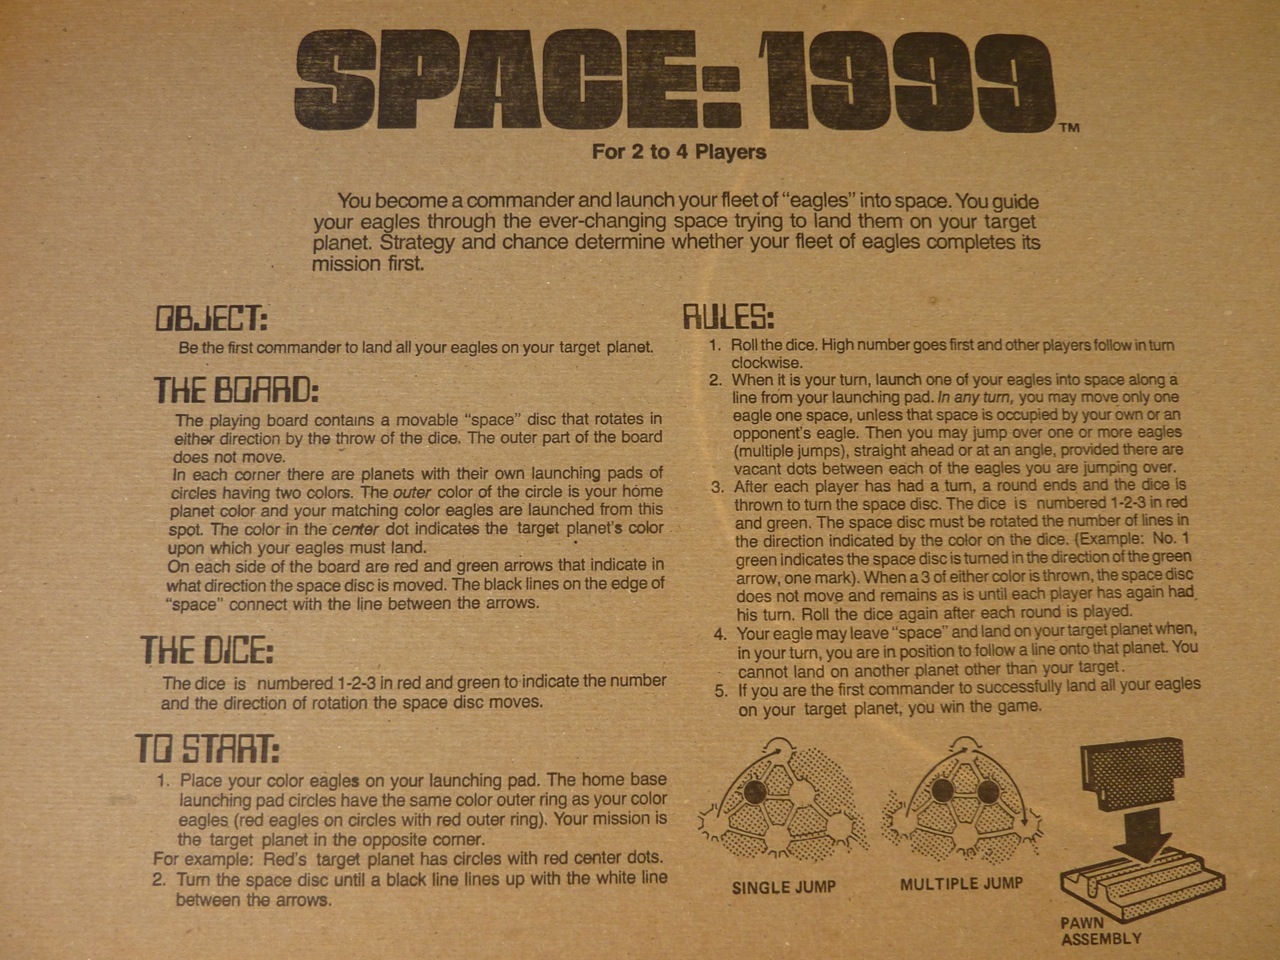 SPACE: 1999
TM
For 2 to 4 Players
You become a commander and launch your fleet of "eagles" into space. You guide
your eagles through the ever-changing space trying to land them on your target
planet. Strategy and chance determine whether your fleet of eagles completes its
mission first.
OBJECT:
Be the first commander to land all your eagles on your target planet.
THE BOARD:
The playing board contains a movable "space" disc that rotates in
either direction by the throw of the dice. The outer part of the board
does not move.
In each corner there are planets with their own launching pads of
circles having two colors. The outer color of the circle is your home
planet color and your matching color eagles are launched from this
spot. The color in the center dot indicates the target planet's color
upon which your eagles must land.
On each side of the board are red and green arrows that indicate in
what direction the space disc is moved. The black lines on the edge of
"space" connect with the line between the arrows.
THE DICE:
The dice is numbered 1-2-3 in red and green to indicate the number
and the direction of rotation the space disc moves.
TO START:
1. Place your color eagles on your launching pad. The home base
launching pad circles have the same color outer ring as your color
eagles (red eagles on circles with red outer ring). Your mission is
the target planet in the opposite corner.
For example: Red's target planet has circles with red center dots.
2. Turn the space disc until a black line lines up with the white line
between the arrows.
RULES:
1. Roll the dice. High number goes first and other players follow in turn
clockwise.
2. When it is your turn, launch one of your eagles into space along a
line from your launching pad. In any turn, you may move only one
eagle one space, unless that space is occupied by your own or an
opponent's eagle. Then you may jump over one or more eagles
(multiple jumps), straight ahead or at an angle, provided there are
vacant dots between each of the eagles you are jumping over.
3. After each player has had a turn, a round ends and the dice is
thrown to turn the space disc. The dice is numbered 1-2-3 in red
and green. The space disc must be rotated the number of lines in
the direction indicated by the color on the dice. (Example: No. 1
green indicates the space disc is turned in the direction of the green
arrow, one mark). When a 3 of either color is thrown, the space disc
does not move and remains as is until each player has again had
his turn. Roll the dice again after each round is played.
4. Your eagle may leave "space" and land on your target planet when,
in your turn, you are in position to follow a line onto that planet. You
cannot land on another planet other than your target.
5. If you are the first commander to successfully land all your eagles
on your target planet, you win the game.
SINGLE JUMP
MULTIPLE JUMP
PAWN
ASSEMBLY